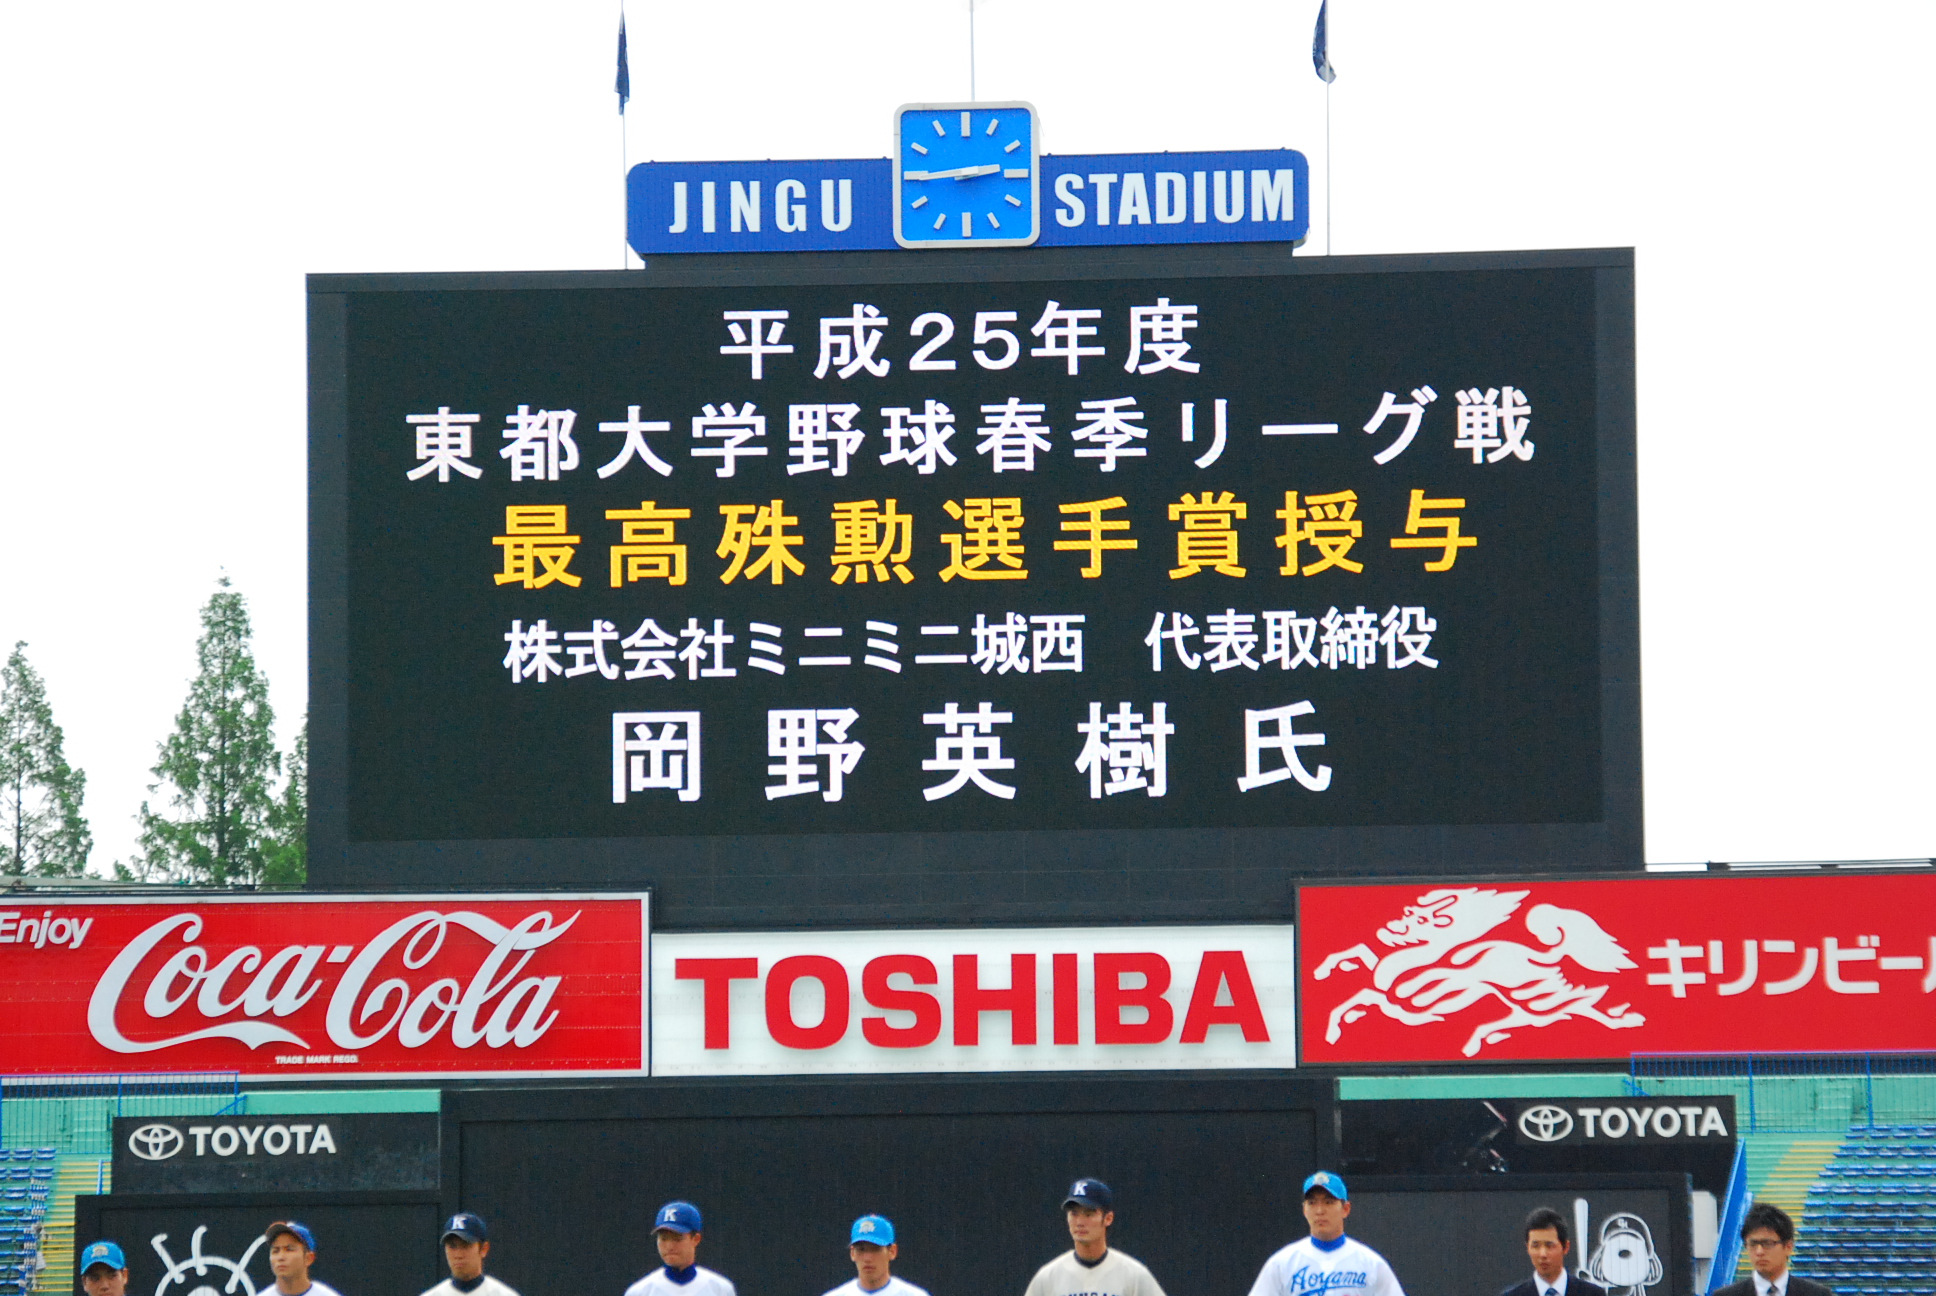 JINGU STADIUM
平成25年度
東都大学野球春季リーグ戦
最高殊勲選手賞授与
株式会社ミニミニ城西 代表取締役
岡野英樹氏
Enjoy
Coca-Cola
TRADE MARK REGD.
TOSHIBA
キリンビー
TOYOTA
TOYOTA
K
K
K
Aoyama